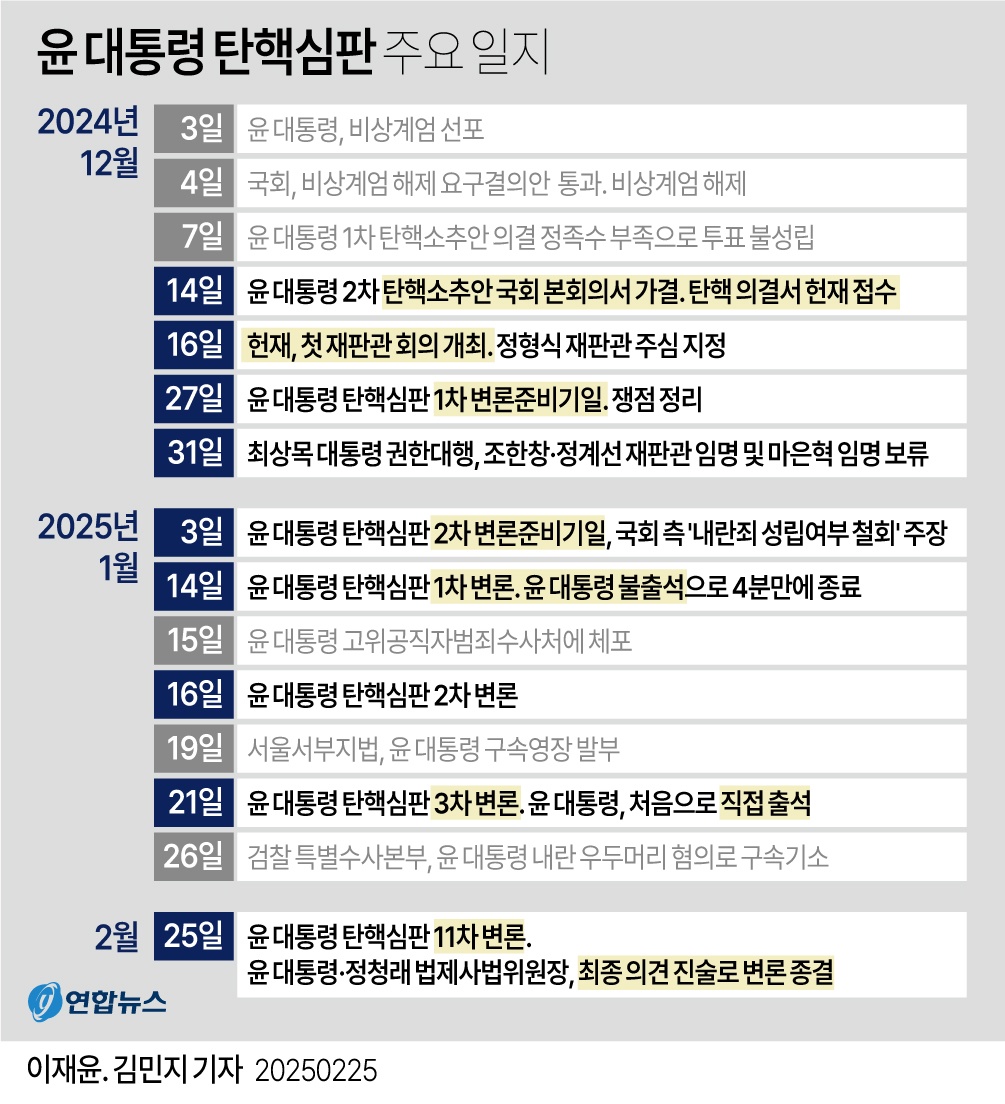 윤 대통령 탄핵심판 주요 일지
2024년
12월
3일 윤 대통령, 비상계엄 선포
4일 국회, 비상계엄 해제 요구결의안 통과. 비상계엄 해제
7일 윤 대통령 1차 탄핵소추안 의결 정족수 부족으로 투표 불성립
14일 윤 대통령 2차 탄핵소추안 국회 본회의서 가결. 탄핵 의결서 헌재 접수
16일 헌재, 첫 재판관 회의 개최. 정형식 재판관 주심 지정
27일 윤 대통령 탄핵심판 1차 변론준비기일. 쟁점 정리
31일 최상목 대통령 권한대행, 조한창·정계선 재판관 임명 및 마은혁 임명 보류
2025년
1월
3일 윤 대통령 탄핵심판 2차 변론준비기일, 국회 측 '내란죄 성립여부 철회' 주장
14일 윤 대통령 탄핵심판 1차 변론. 윤 대통령 불출석으로 4분만에 종료
15일 윤 대통령 고위공직자범죄수사처에 체포
16일 윤 대통령 탄핵심판 2차 변론
19일 서울서부지법, 윤 대통령 구속영장 발부
21일 윤 대통령 탄핵심판 3차 변론. 윤 대통령, 처음으로 직접 출석
26일 검찰 특별수사본부, 윤 대통령 내란 우두머리 혐의로 구속기소
2월
25일 윤 대통령 탄핵심판 11차 변론.
윤 대통령·정청래 법제사법위원장, 최종 의견 진술로 변론 종결
연합뉴스
이재윤. 김민지 기자 20250225